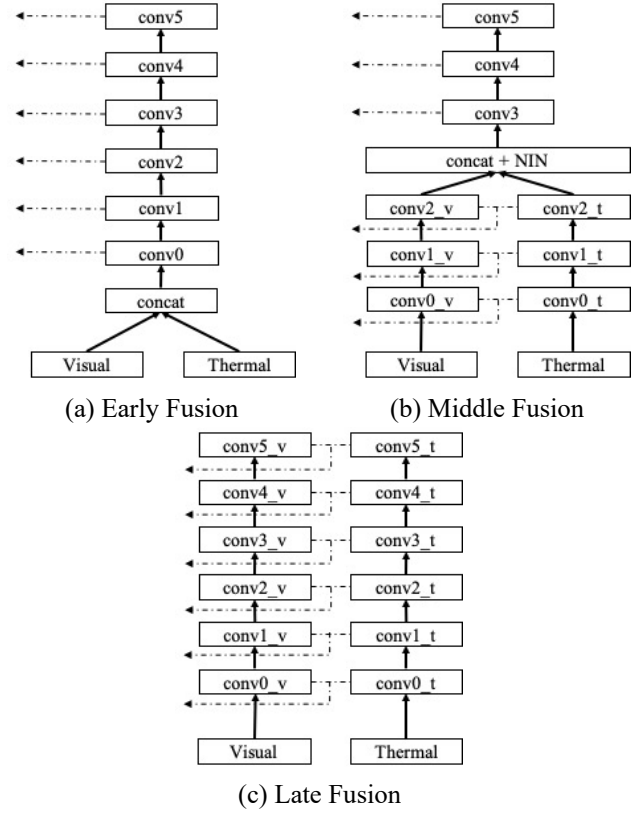 conv5
conv4
conv3
conv2
conv1
conv0
concat
Visual Thermal
(a) Early Fusion
conv5
conv4
conv3
concat + NIN
conv2_v conv2_t
conv1_v conv1_t
conv0_v conv0_t
Visual Thermal
(b) Middle Fusion
conv5_v conv5_t
conv4_v conv4_t
conv3_v conv3_t
conv2_v conv2_t
conv1_v conv1_t
conv0_v conv0_t
Visual Thermal
(c) Late Fusion